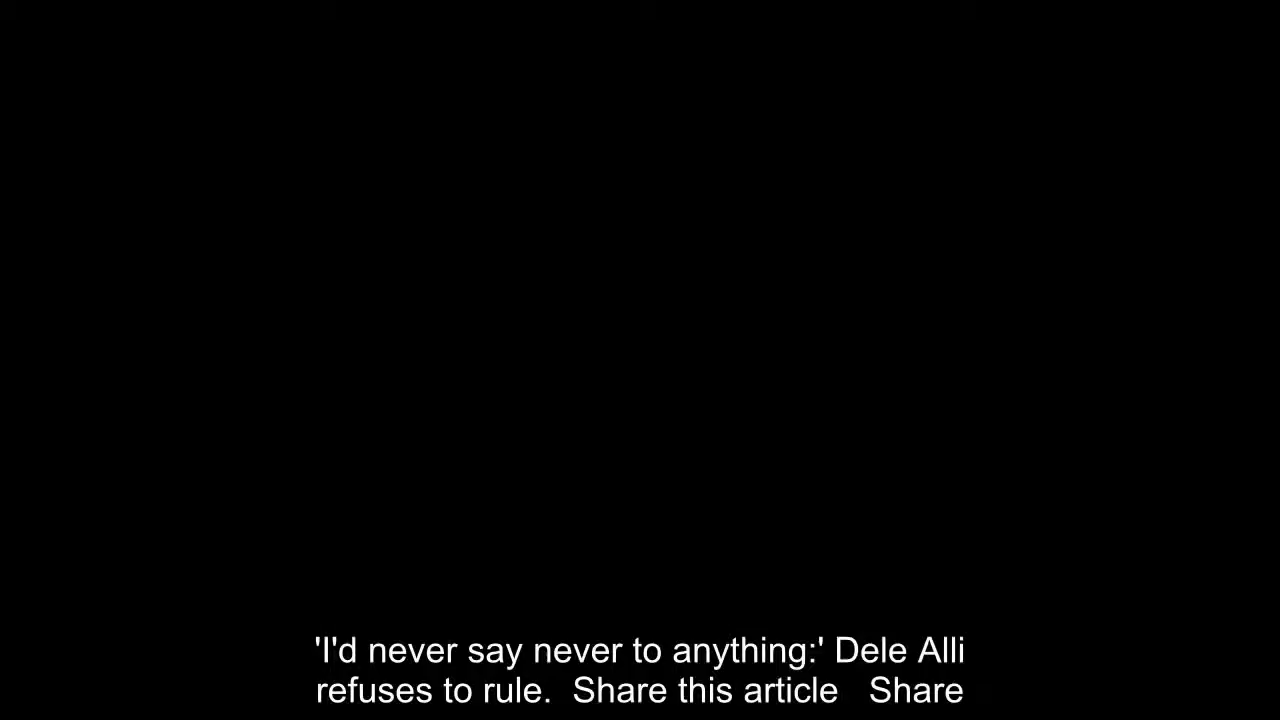 'I'd never say never to anything:' Dele Alli
refuses to rule.  Share this article   Share